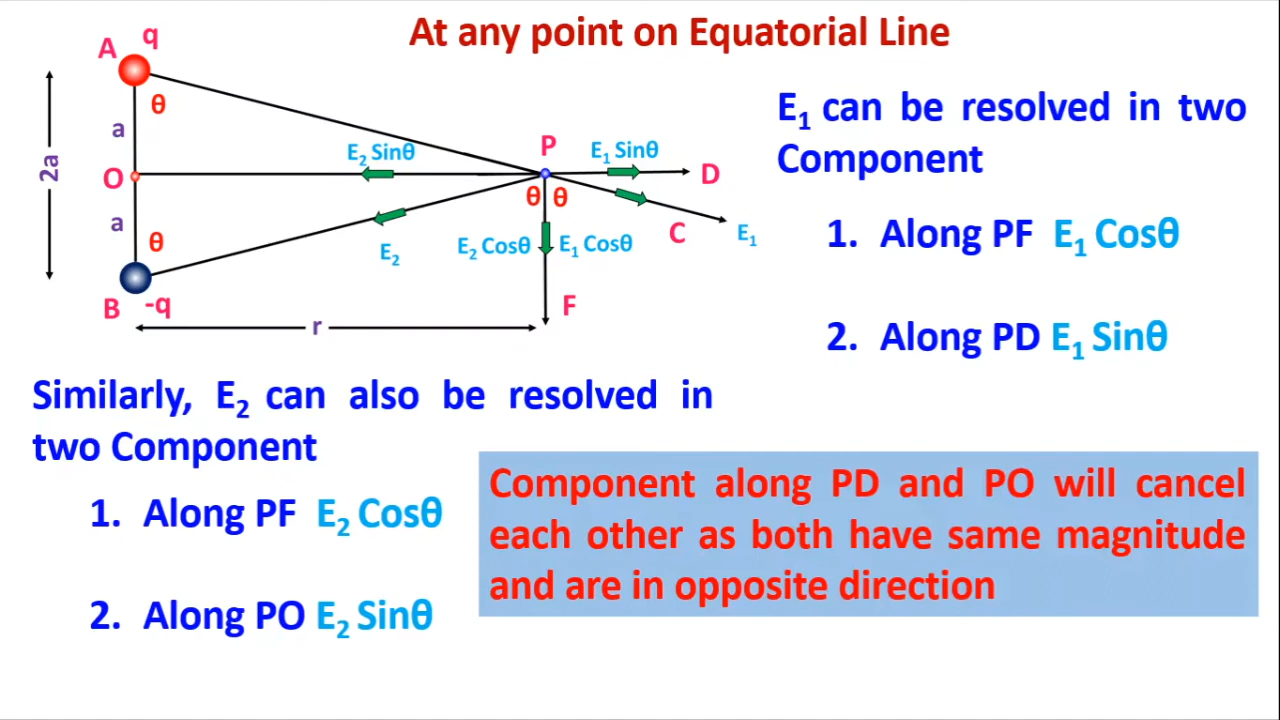 At any point on Equatorial Line
A q
θ
a
2a
O
a
θ
B -q
r
E₂ Sinθ
P
E₁ Sinθ
D
θ θ
E₂
E₂ Cosθ
E₁ Cosθ
C
E₁
F
E₁ can be resolved in two
Component
1. Along PF E₁ Cosθ
2. Along PD E₁ Sinθ
Similarly, E₂ can also be resolved in
two Component
1. Along PF E₂ Cosθ
2. Along PO E₂ Sinθ
Component along PD and PO will cancel
each other as both have same magnitude
and are in opposite direction